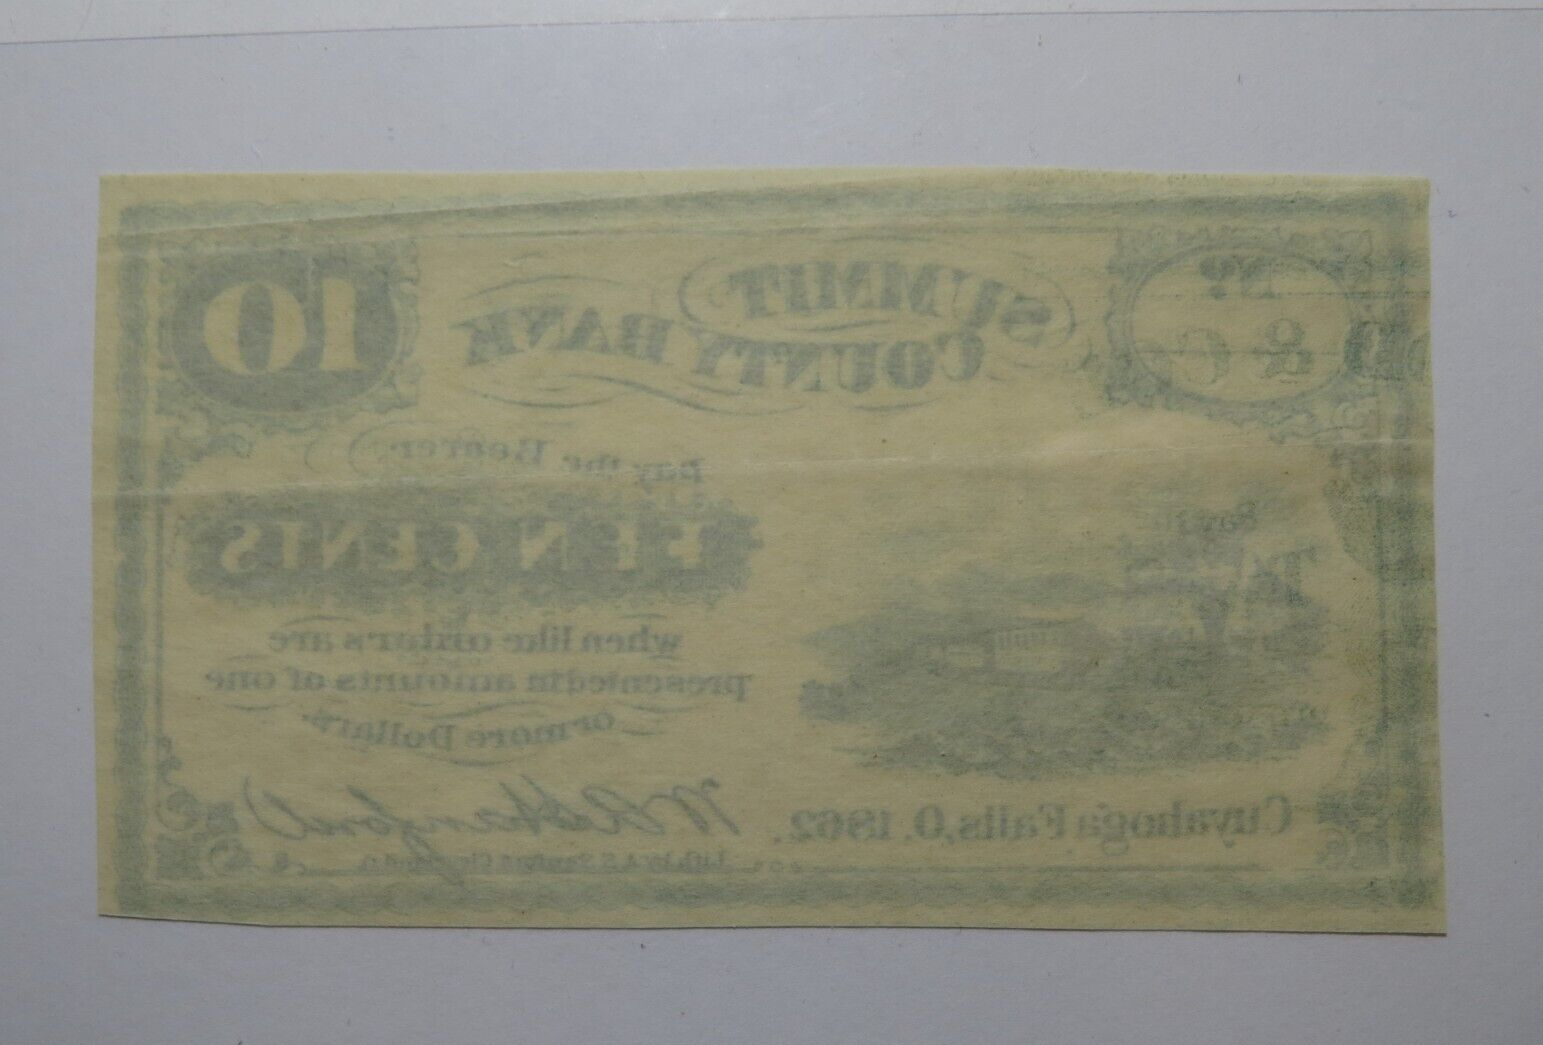 No
10
SUMMIT
COUNTY BANK
Pay the Bearer
TEN CENTS
when like orders are
presented in amounts of one
or more Dollars
Cuyahoga Falls, O. 1862.